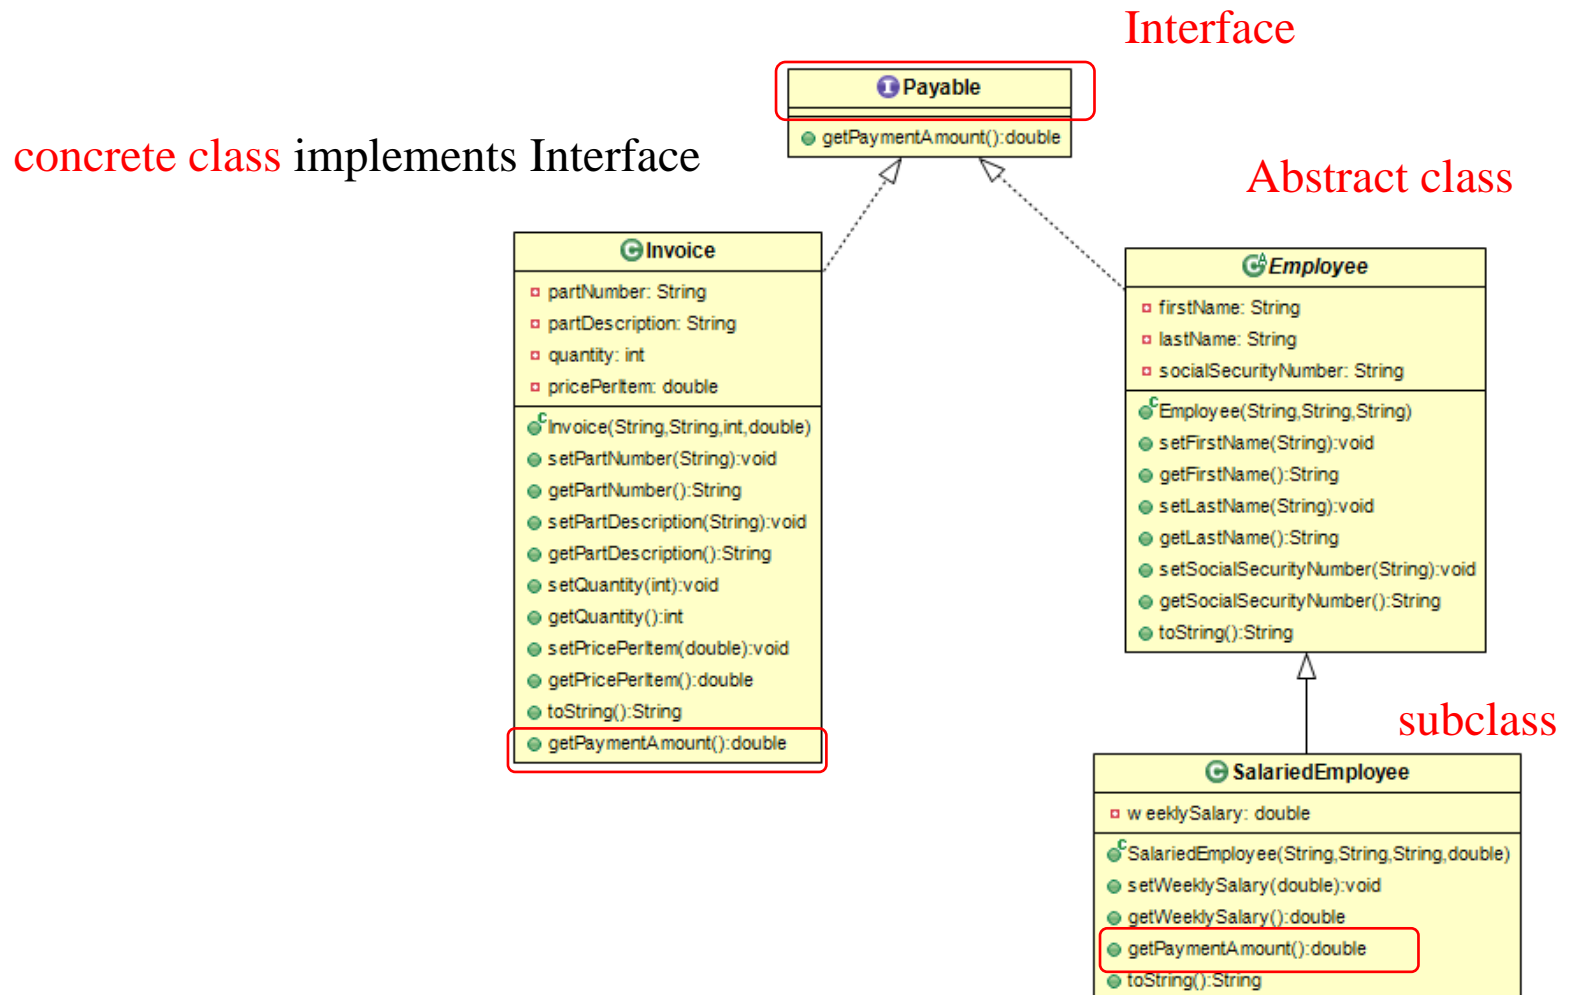 Interface
Payable
getPaymentAmount():double
concrete class implements Interface
Abstract class
Invoice
partNumber: String
partDescription: String
quantity: int
pricePerItem: double
Invoice(String,String,int,double)
setPartNumber(String):void
getPartNumber():String
setPartDescription(String):void
getPartDescription():String
setQuantity(int):void
getQuantity():int
setPricePerItem(double):void
getPricePerItem():double
toString():String
getPaymentAmount():double
Employee
firstName: String
lastName: String
socialSecurityNumber: String
Employee(String,String,String)
setFirstName(String):void
getFirstName():String
setLastName(String):void
getLastName():String
setSocialSecurityNumber(String):void
getSocialSecurityNumber():String
toString():String
subclass
SalariedEmployee
weeklySalary: double
SalariedEmployee(String,String,String,double)
setWeeklySalary(double):void
getWeeklySalary():double
getPaymentAmount():double
toString():String